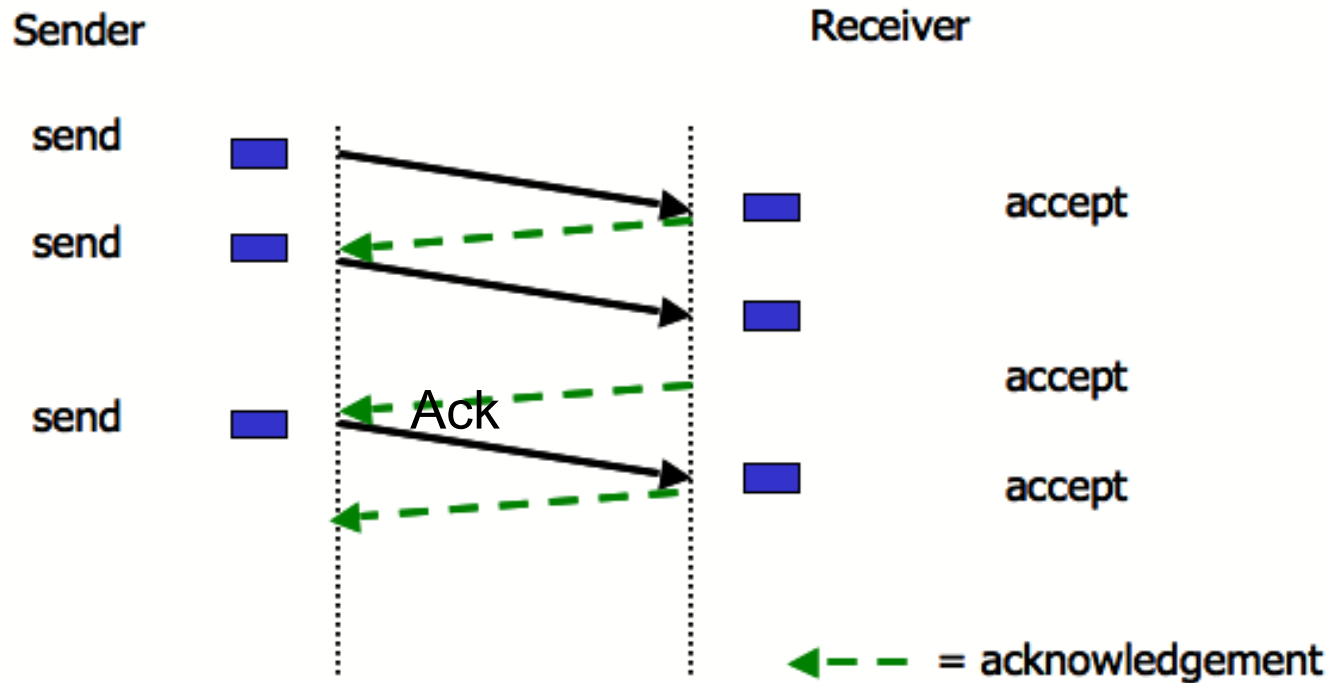 Sender
Receiver
send
accept
send
accept
Ack
send
accept
= acknowledgement